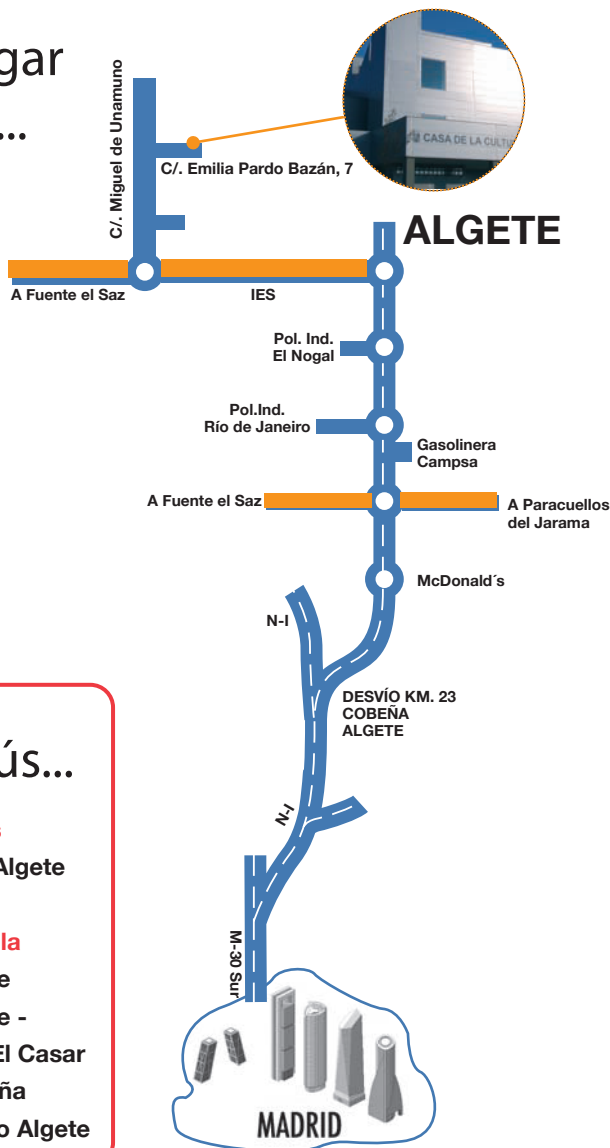 gar
...
C/. Miguel de Unamuno
CASA DE LA CULTU
C/. Emilia Pardo Bazán, 7
ALGETE
A Fuente el Saz
IES
Pol. Ind.
El Nogal
Pol.Ind.
Río de Janeiro
Gasolinera
Campsa
A Fuente el Saz
A Paracuellos
del Jarama
McDonald´s
N-I
DESVÍO KM. 23
COBEÑA
ALGETE
N-I
M-30 Sur
MADRID
ús...
s
Algete
la
e
e -
El Casar
ña
o Algete